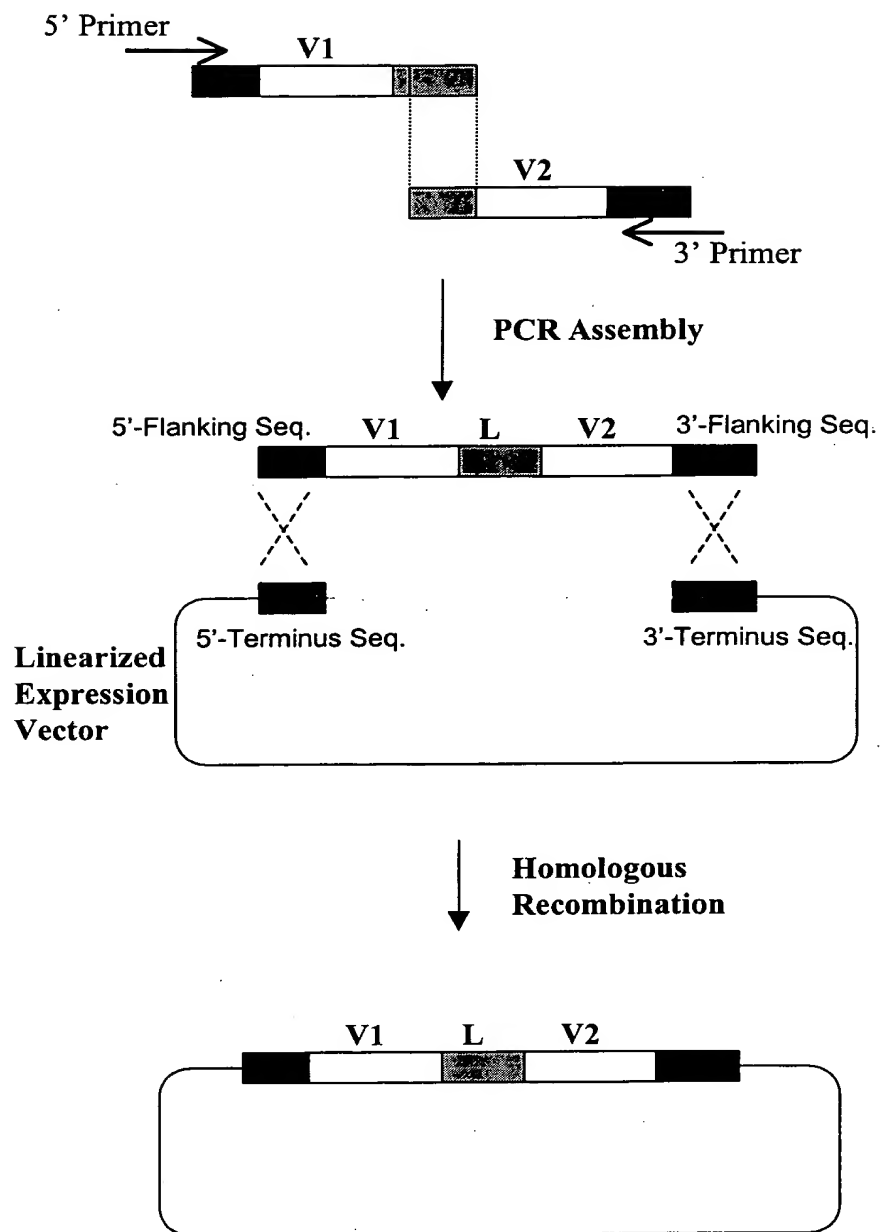 5’ Primer
V1
V2
3’ Primer
PCR Assembly
5'-Flanking Seq.
V1
L
V2
3'-Flanking Seq.
5'-Terminus Seq.
3'-Terminus Seq.
Linearized
Expression
Vector
Homologous
Recombination
V1
L
V2